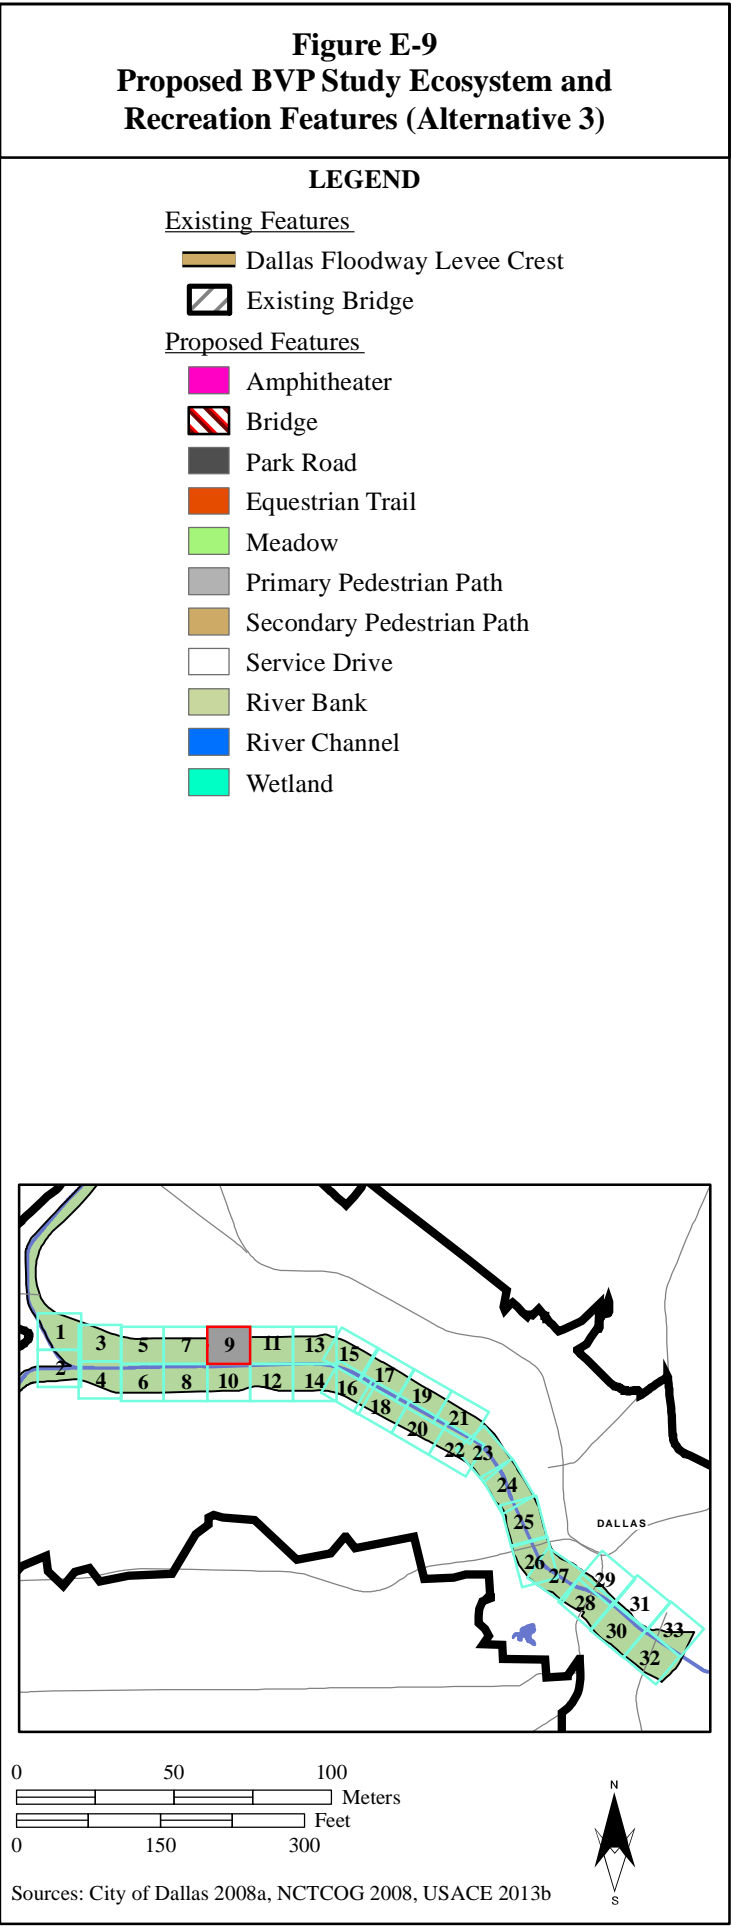 Figure E-9
Proposed BVP Study Ecosystem and
Recreation Features (Alternative 3)
LEGEND
Existing Features
Dallas Floodway Levee Crest
Existing Bridge
Proposed Features
Amphitheater
Bridge
Park Road
Equestrian Trail
Meadow
Primary Pedestrian Path
Secondary Pedestrian Path
Service Drive
River Bank
River Channel
Wetland
1
2
3
4
5
6
7
8
9
10
11
12
13
14
15
16
17
18
19
20
21
22
23
24
25
26
27
28
29
30
31
32
33
DALLAS
0 50 100
Meters
Feet
0 150 300
N
S
Sources: City of Dallas 2008a, NCTCOG 2008, USACE 2013b